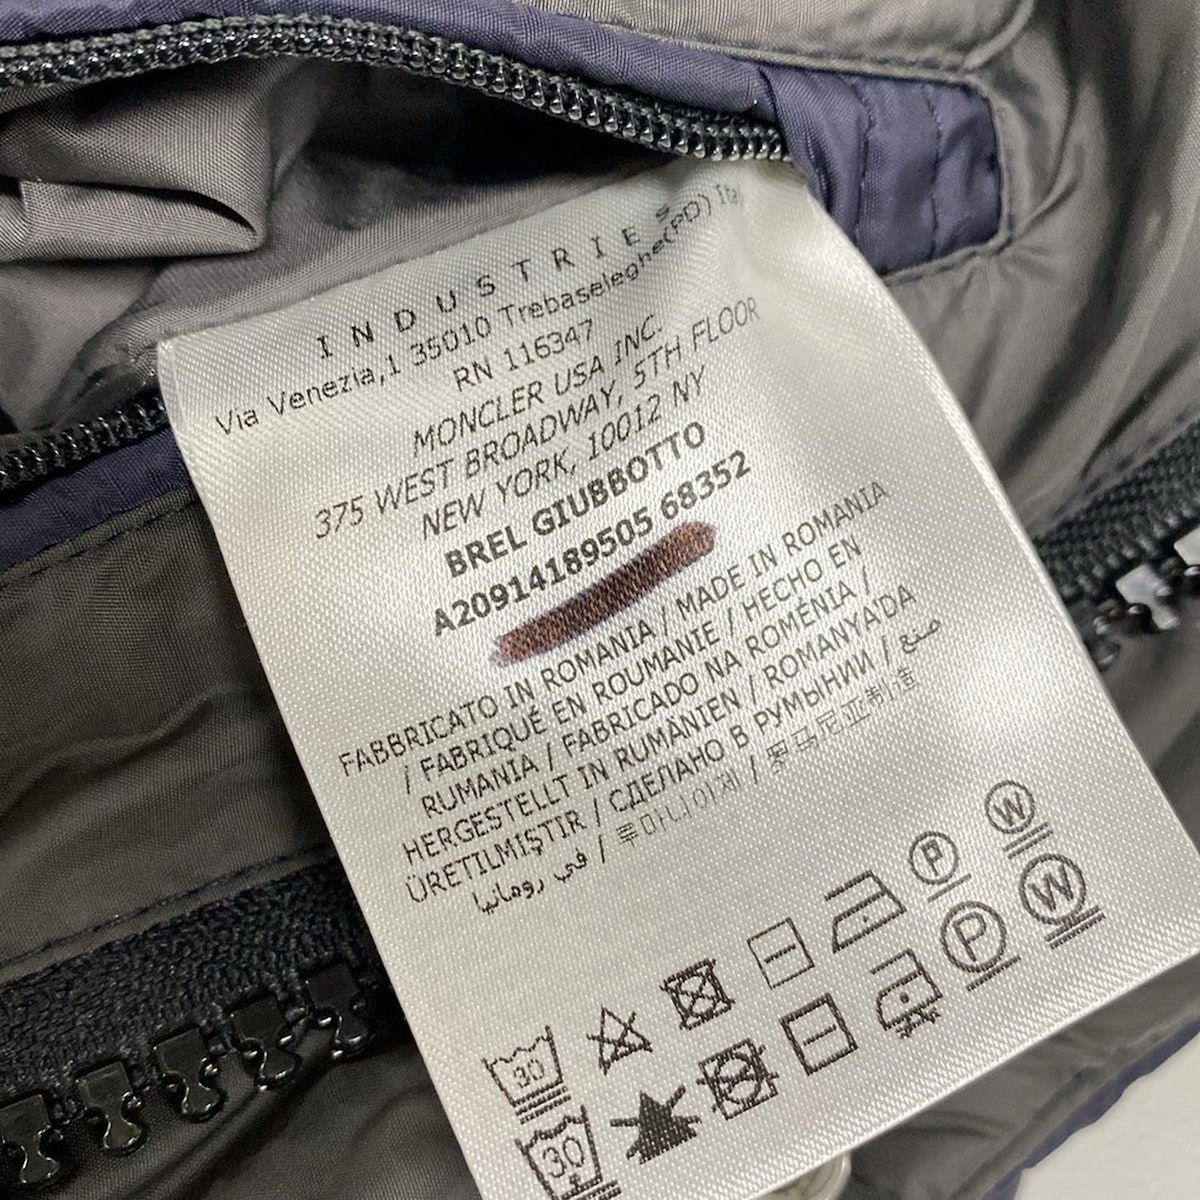 INDUSTRIES
Via Venezia,1 35010 Trebaseleghe(PD) Ita
RN 116347
MONCLER USA INC.
375 WEST BROADWAY, 5TH FLOOR
NEW YORK, 10012 NY
BREL GIUBBOTTO
A20914189505 68352
FABBRICATO IN ROMANIA / MADE IN ROMANIA
/ FABRIQUÉ EN ROUMANIE / HECHO EN
RUMANIA / FABRICADO NA ROMÉNIA /
HERGESTELLT IN RUMÄNIEN / ROMANYA'DA
ÜRETILMIŞTIR / СДЕЛАНО В РУМЫНИИ / صنع
في رومانيا / 루마니아제 / 罗马尼亚制造
W
P
30
W
P
30